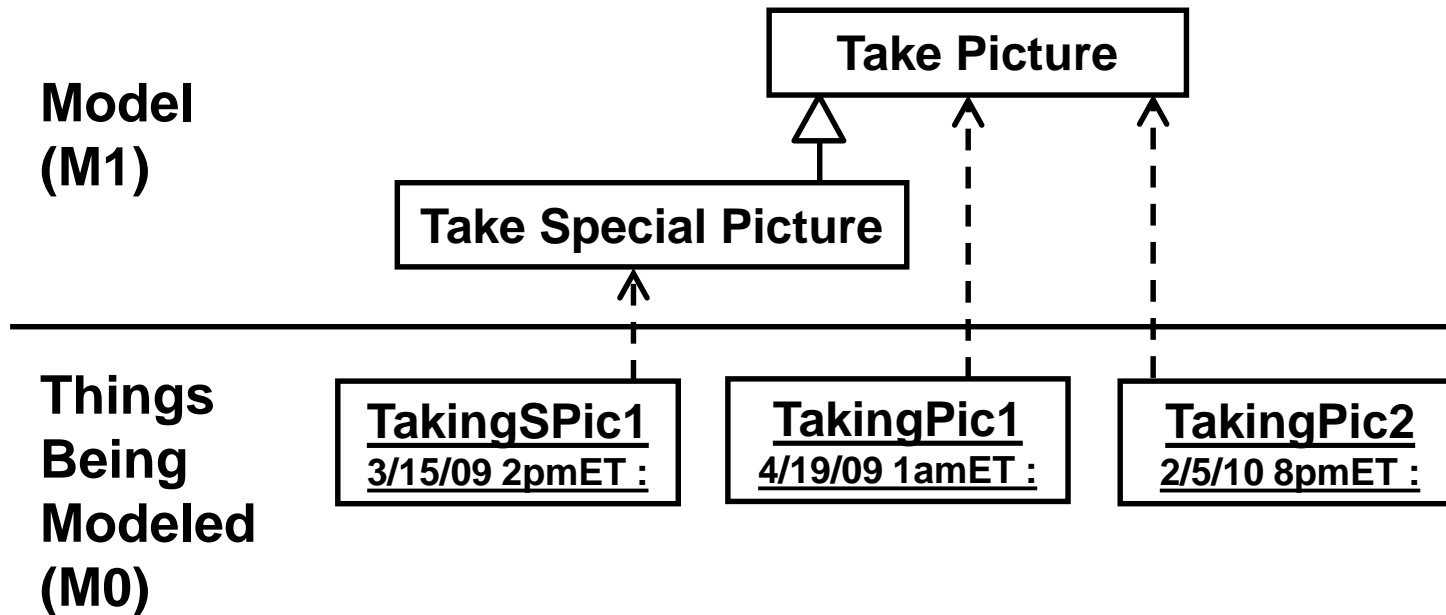 Take Picture
Model
(M1)
Take Special Picture
Things
Being
Modeled
(M0)
TakingSPic1
3/15/09 2pmET :
TakingPic1
4/19/09 1amET :
TakingPic2
2/5/10 8pmET :